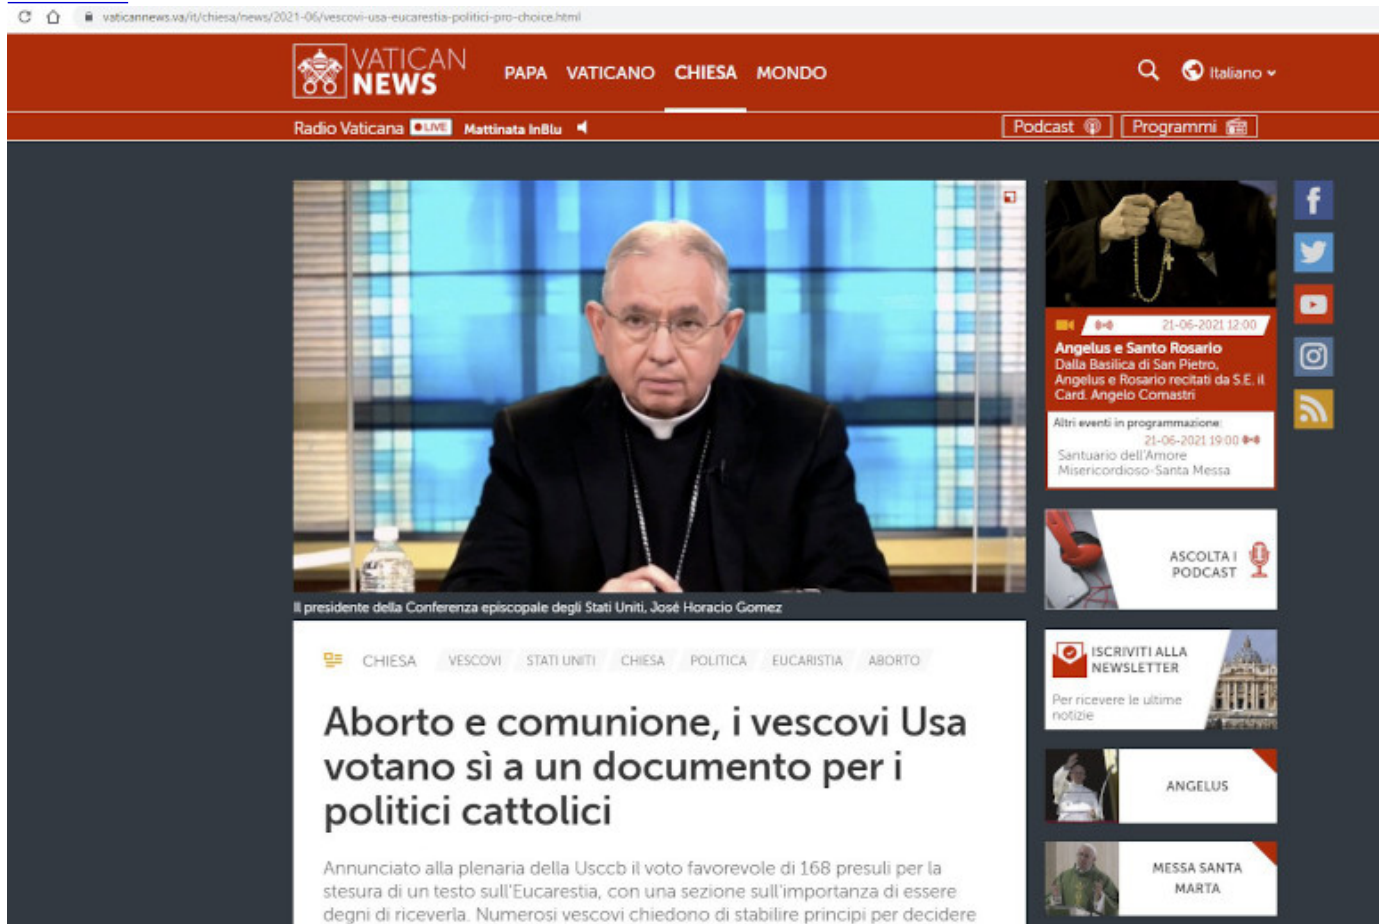 vaticannews.va/it/chiesa/news/2021-06/vescovi-usa-eucarestia-politici-pro-choice.html
VATICAN
NEWS
PAPA VATICANO CHIESA MONDO
Italiano
Radio Vaticana LIVE Mattinata InBlu
Podcast
Programmi
Il presidente della Conferenza episcopale degli Stati Uniti, José Horacio Gomez
CHIESA VESCOVI STATI UNITI CHIESA POLITICA EUCARISTIA ABORTO
Aborto e comunione, i vescovi Usa
votano sì a un documento per i
politici cattolici
Annunciato alla plenaria della Usccb il voto favorevole di 168 presuli per la
stesura di un testo sull'Eucarestia, con una sezione sull'importanza di essere
degni di riceverla. Numerosi vescovi chiedono di stabilire principi per decidere
21-06-2021 12:00
Angelus e Santo Rosario
Dalla Basilica di San Pietro,
Angelus e Rosario recitati da S.E. il
Card. Angelo Comastri
Altri eventi in programmazione:
21-06-2021 19:00
Santuario dell'Amore
Misericordioso-Santa Messa
ASCOLTA I
PODCAST
ISCRIVITI ALLA
NEWSLETTER
Per ricevere le ultime
notizie
ANGELUS
MESSA SANTA
MARTA